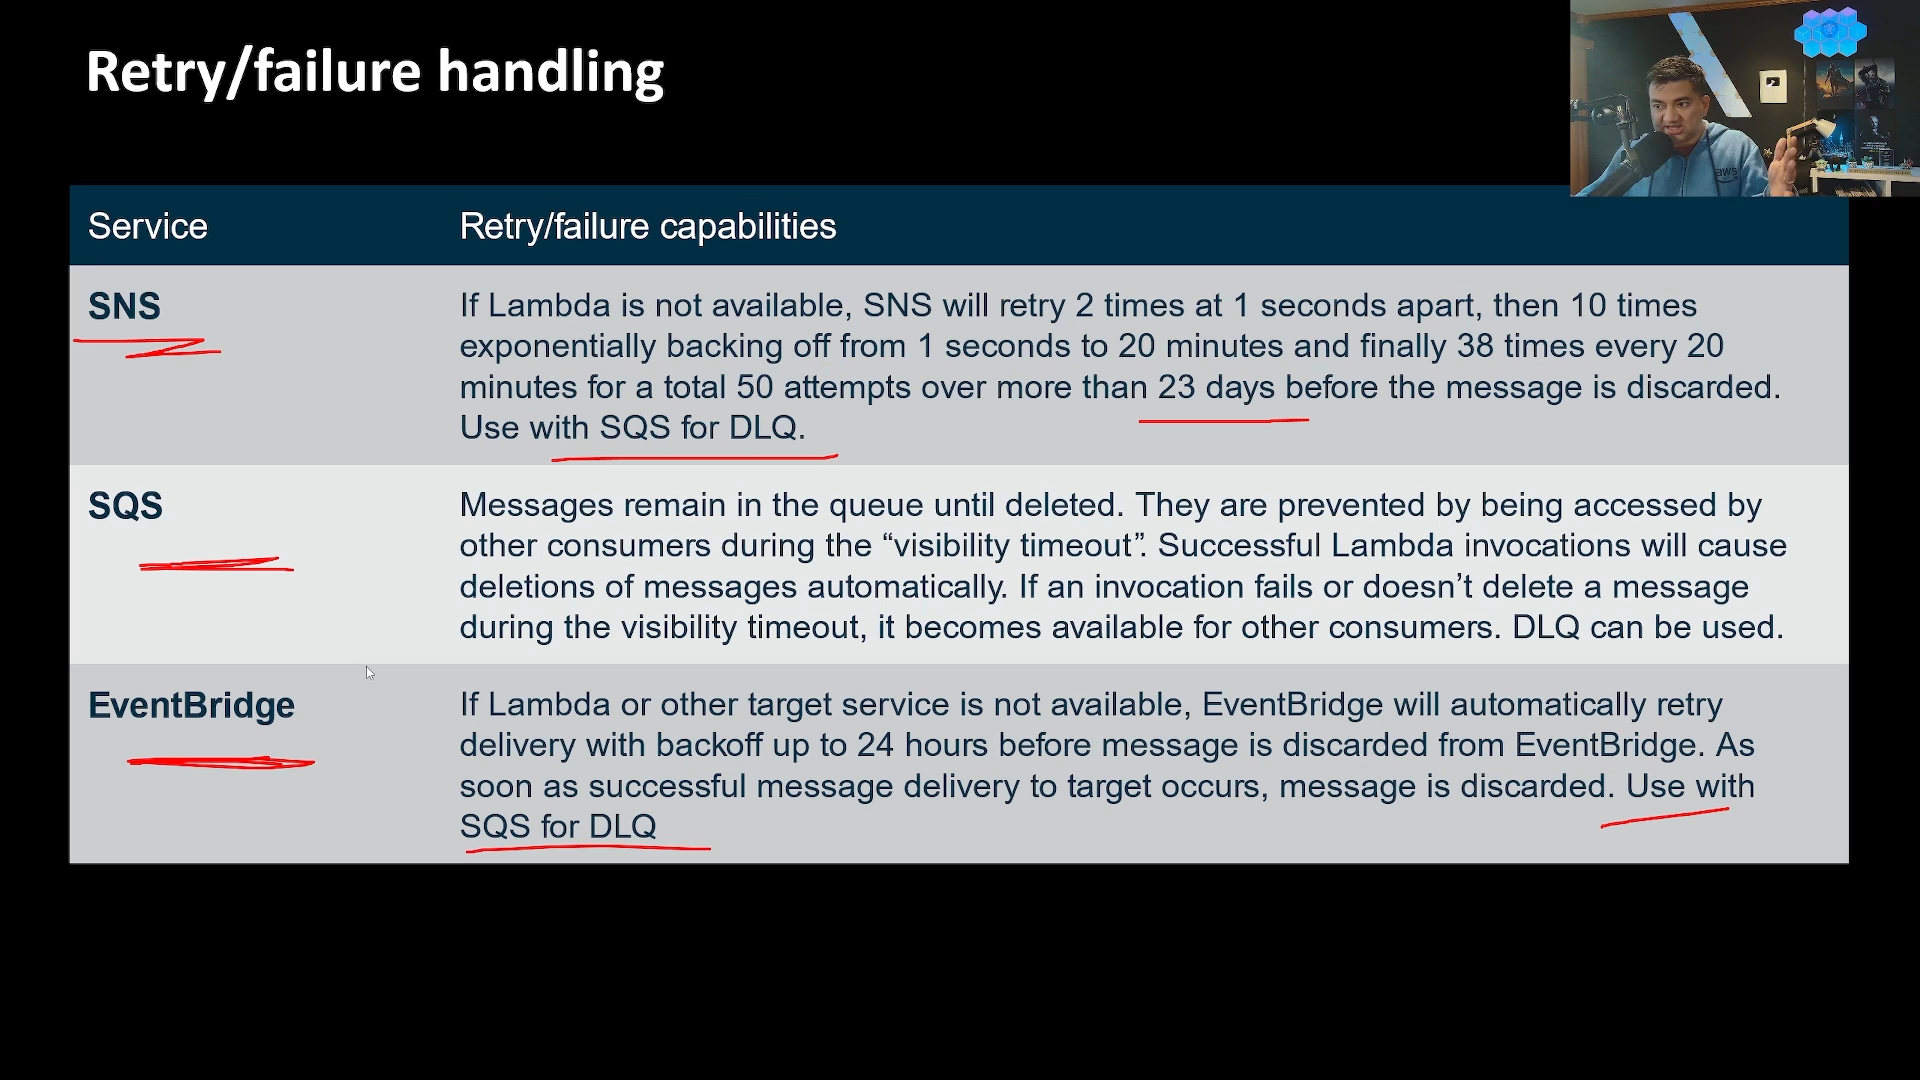 Retry/failure handling
aws
Service
Retry/failure capabilities
SNS
If Lambda is not available, SNS will retry 2 times at 1 seconds apart, then 10 times
exponentially backing off from 1 seconds to 20 minutes and finally 38 times every 20
minutes for a total 50 attempts over more than 23 days before the message is discarded.
Use with SQS for DLQ.
SQS
Messages remain in the queue until deleted. They are prevented by being accessed by
other consumers during the “visibility timeout”. Successful Lambda invocations will cause
deletions of messages automatically. If an invocation fails or doesn’t delete a message
during the visibility timeout, it becomes available for other consumers. DLQ can be used.
EventBridge
If Lambda or other target service is not available, EventBridge will automatically retry
delivery with backoff up to 24 hours before message is discarded from EventBridge. As
soon as successful message delivery to target occurs, message is discarded. Use with
SQS for DLQ